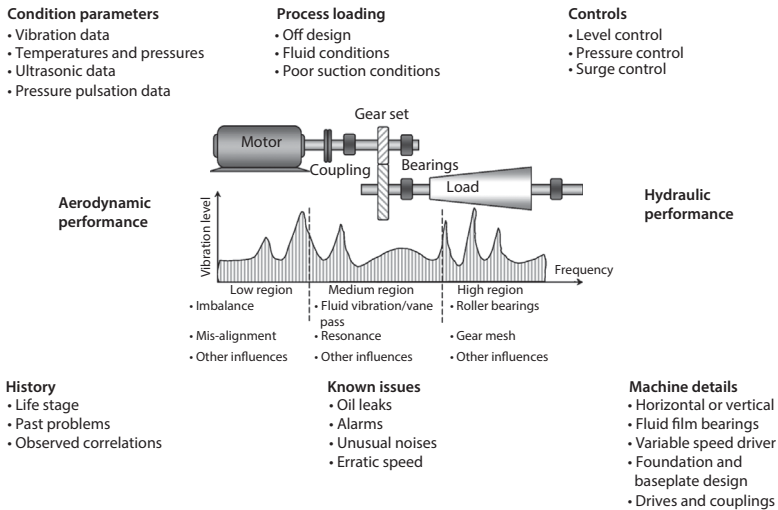 Condition parameters
• Vibration data
• Temperatures and pressures
• Ultrasonic data
• Pressure pulsation data
Process loading
• Off design
• Fluid conditions
• Poor suction conditions
Controls
• Level control
• Pressure control
• Surge control
Gear set
Motor
Coupling
Bearings
Load
Aerodynamic
performance
Hydraulic
performance
Vibration level
Frequency
Low region
• Imbalance
• Mis-alignment
• Other influences
Medium region
• Fluid vibration/vane
pass
• Resonance
• Other influences
High region
• Roller bearings
• Gear mesh
• Other influences
History
• Life stage
• Past problems
• Observed correlations
Known issues
• Oil leaks
• Alarms
• Unusual noises
• Erratic speed
Machine details
• Horizontal or vertical
• Fluid film bearings
• Variable speed driver
• Foundation and
baseplate design
• Drives and couplings